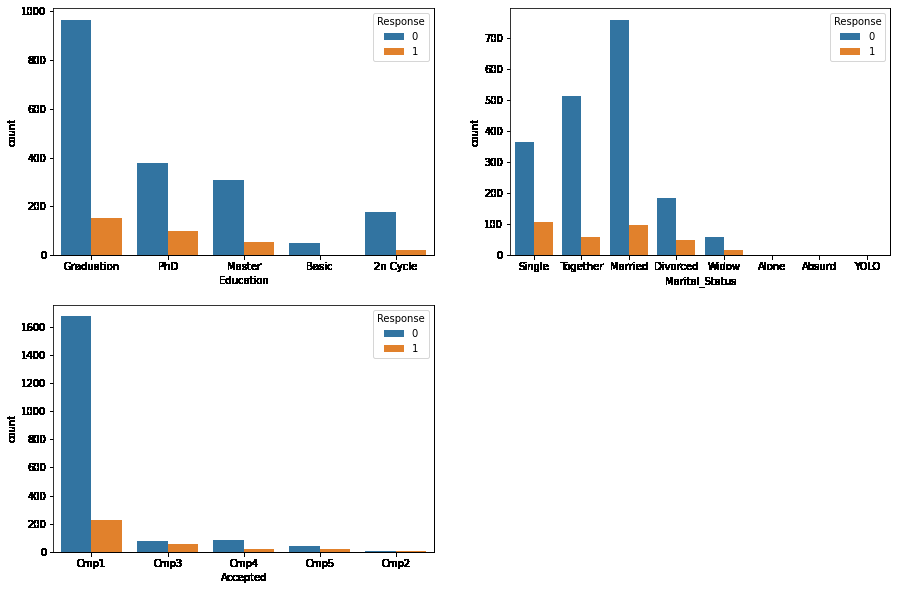 1000
800
600
400
200
0
count
Graduation PhD Master Basic 2n Cycle
Education
Response
0
1
700
600
500
400
300
200
100
0
count
Single Together Married Divorced Widow Alone Absurd YOLO
Marital_Status
Response
0
1
1600
1400
1200
1000
800
600
400
200
0
count
Cmp1 Cmp3 Cmp4 Cmp5 Cmp2
Accepted
Response
0
1